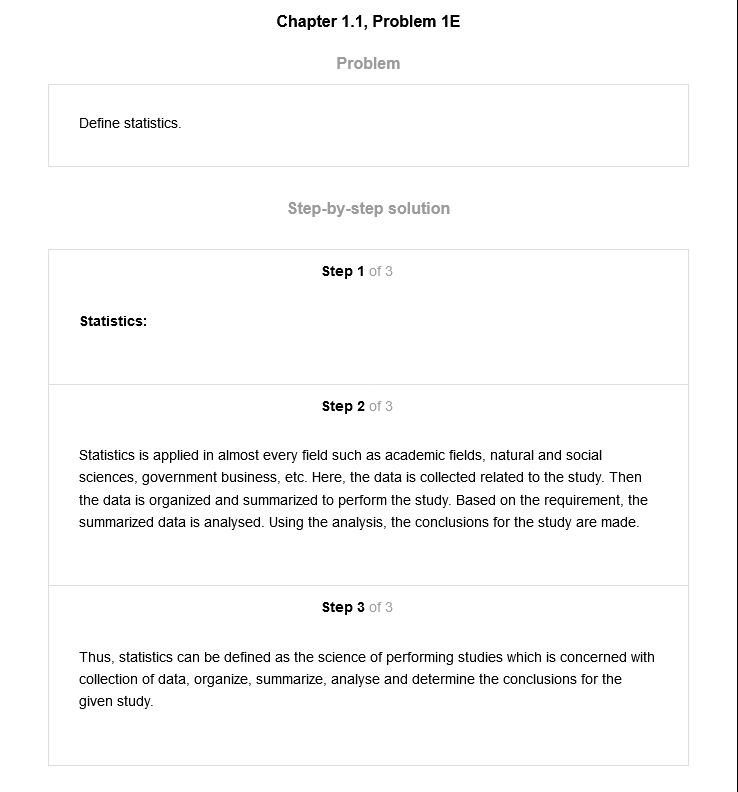 Chapter 1.1, Problem 1E
Problem
Define statistics.
Step-by-step solution
Step 1 of 3
Statistics:
Step 2 of 3
Statistics is applied in almost every field such as academic fields, natural and social
sciences, government business, etc. Here, the data is collected related to the study. Then
the data is organized and summarized to perform the study. Based on the requirement, the
summarized data is analysed. Using the analysis, the conclusions for the study are made.
Step 3 of 3
Thus, statistics can be defined as the science of performing studies which is concerned with
collection of data, organize, summarize, analyse and determine the conclusions for the
given study.